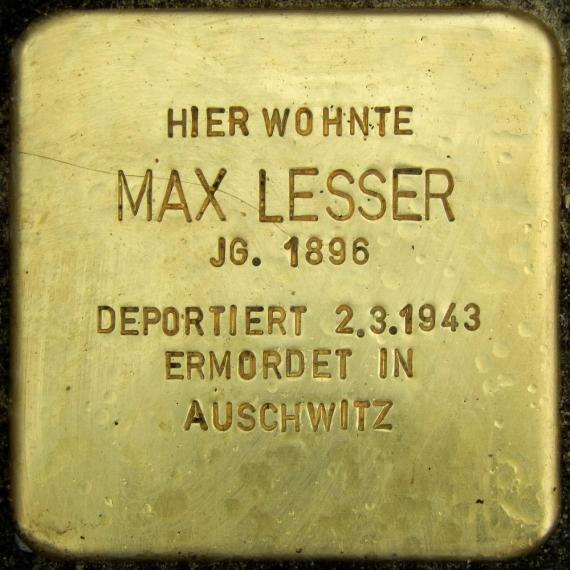 HIER WOHNTE
MAX LESSER
JG. 1896
DEPORTIERT 2.3.1943
ERMORDET IN
AUSCHWITZ